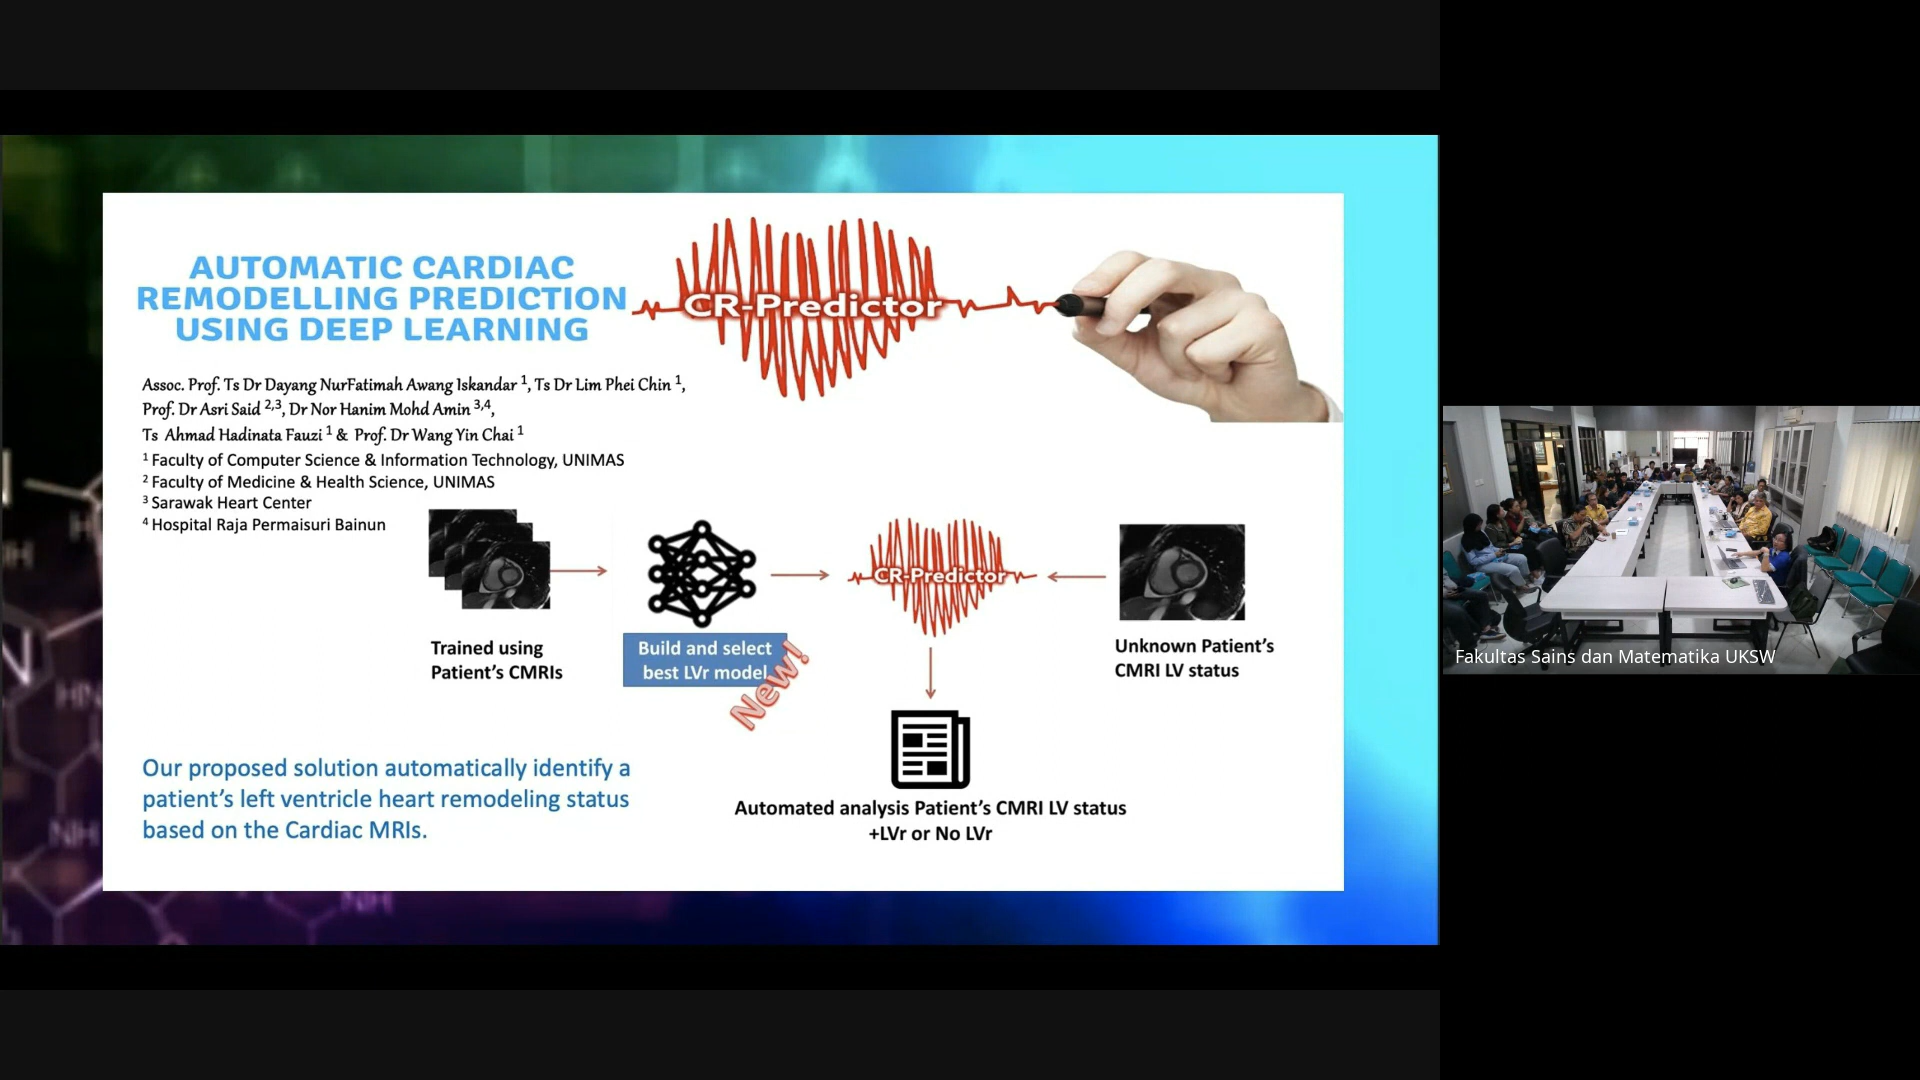 AUTOMATIC CARDIAC
REMODELLING PREDICTION
USING DEEP LEARNING
CR-Predictor
Assoc. Prof. Ts Dr Dayang NurFatimah Awang Iskandar 1, Ts Dr Lim Phei Chin 1,
Prof. Dr Asri Said 2,3, Dr Nor Hanim Mohd Amin 3,4,
Ts Ahmad Hadinata Fauzi 1 & Prof. Dr Wang Yin Chai 1
1 Faculty of Computer Science & Information Technology, UNIMAS
2 Faculty of Medicine & Health Science, UNIMAS
3 Sarawak Heart Center
4 Hospital Raja Permaisuri Bainun
CR-Predictor
Trained using
Patient's CMRIs
Build and select
best LVr model
New!
Unknown Patient's
CMRI LV status
Automated analysis Patient's CMRI LV status
+LVr or No LVr
Our proposed solution automatically identify a
patient's left ventricle heart remodeling status
based on the Cardiac MRIs.
N
H
NH
N
HN
NH
NH
Fakultas Sains dan Matematika UKSW